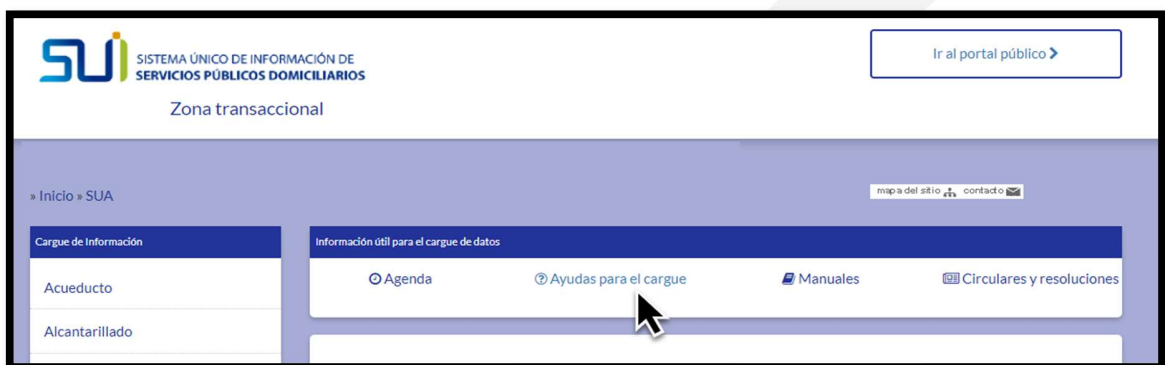 sui SISTEMA ÚNICO DE INFORMACIÓN DE
SERVICIOS PÚBLICOS DOMICILIARIOS
Zona transaccional
Ir al portal público
» Inicio » SUA
mapa del sitio contacto
Cargue de Información
Acueducto
Alcantarillado
Información útil para el cargue de datos
Agenda Ayudas para el cargue Manuales Circulares y resoluciones